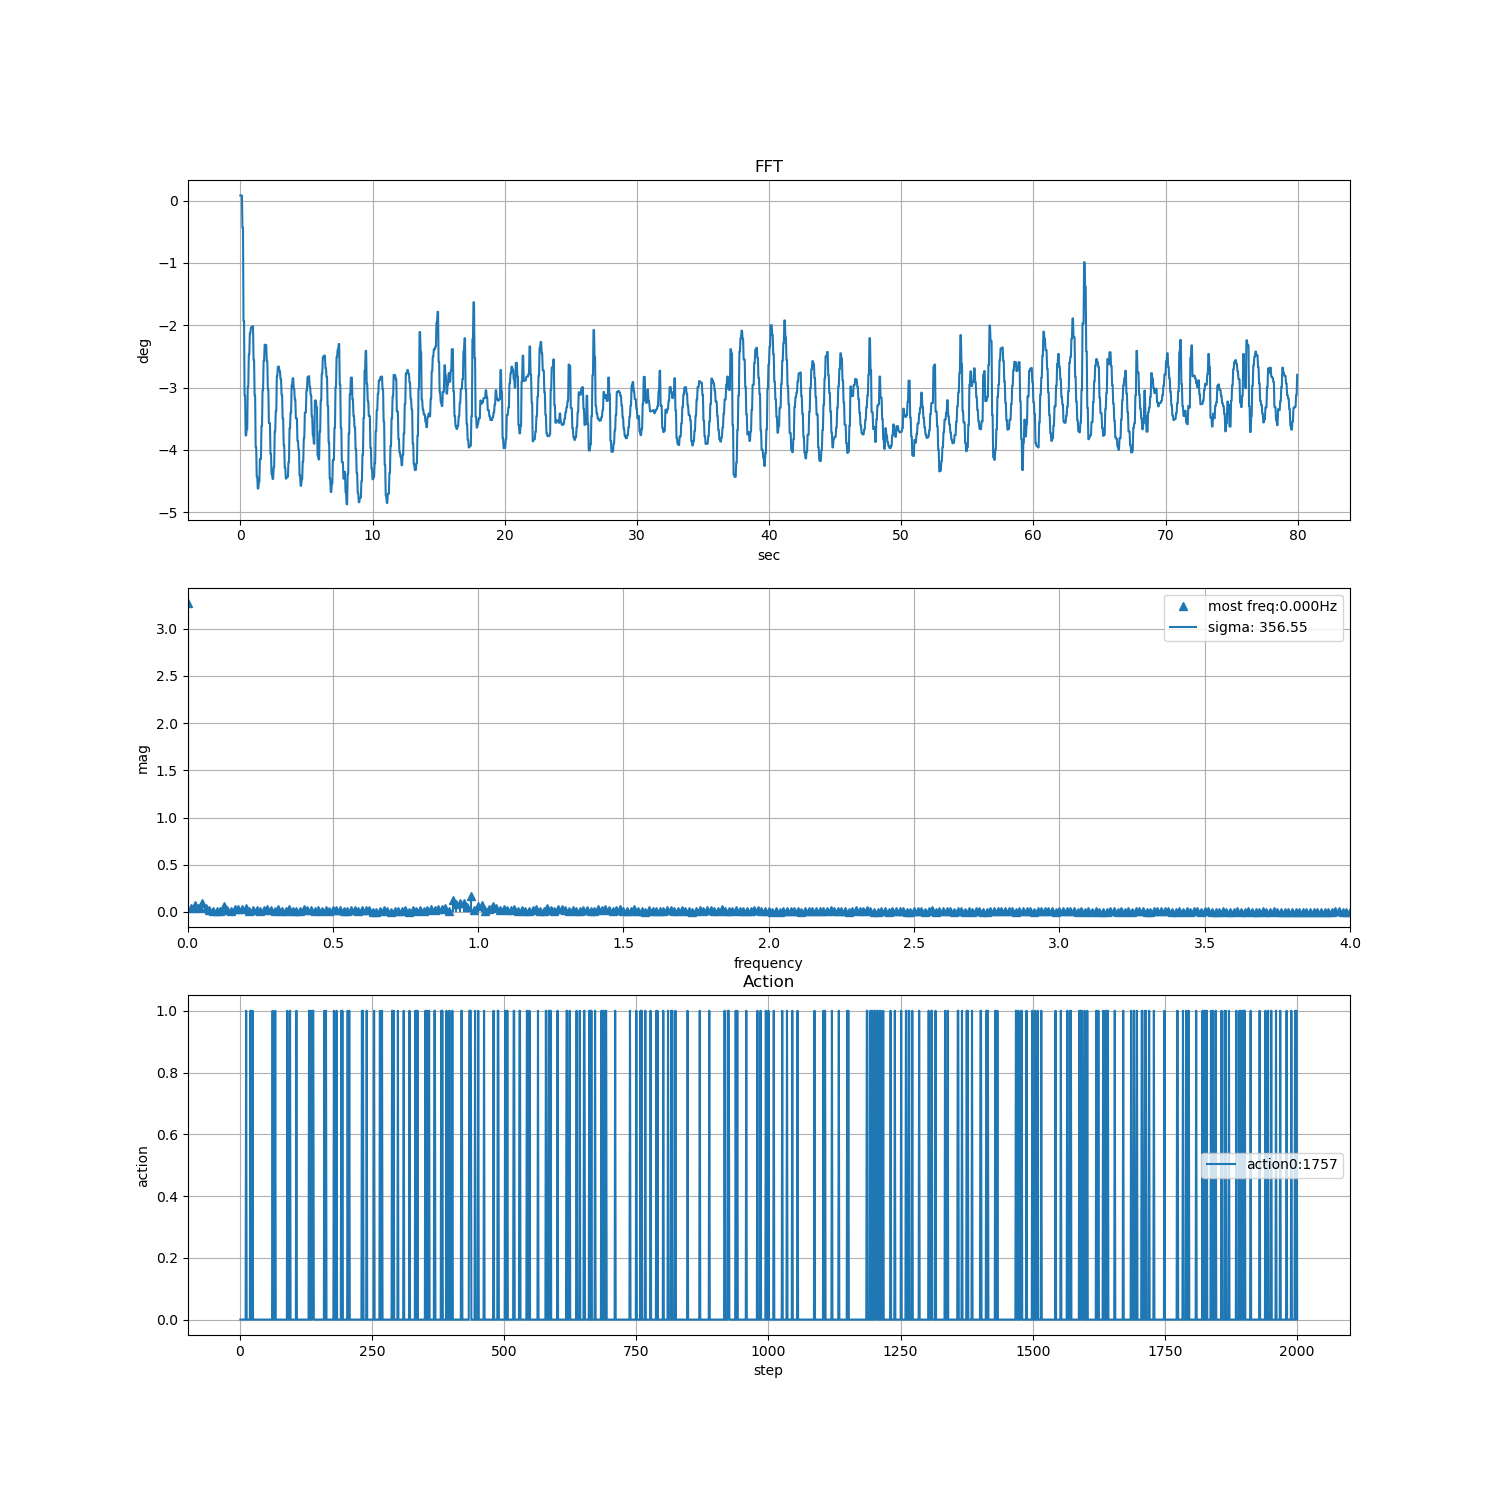 FFT
0
−1
−2
−3
−4
−5
deg
0 10 20 30 40 50 60 70 80
sec
most freq:0.000Hz
sigma: 356.55
3.0
2.5
2.0
1.5
1.0
0.5
0.0
mag
0.0 0.5 1.0 1.5 2.0 2.5 3.0 3.5 4.0
frequency
Action
1.0
0.8
0.6
0.4
0.2
0.0
action
action0:1757
0 250 500 750 1000 1250 1500 1750 2000
step